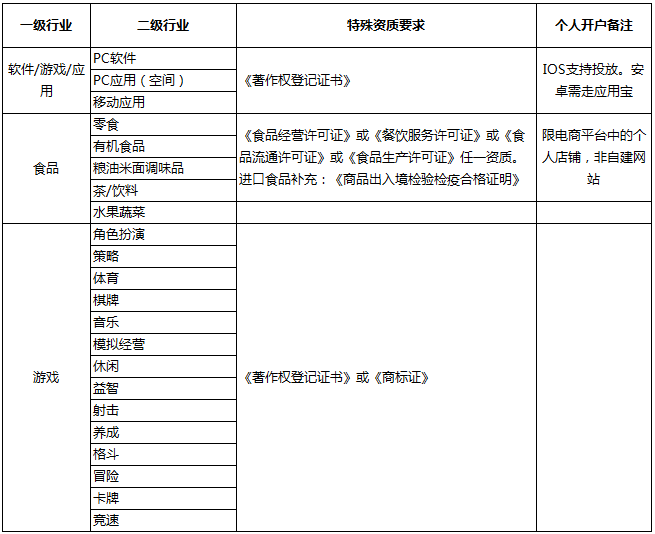 一级行业 二级行业 特殊资质要求 个人开户备注
软件/游戏/应
用
PC软件
PC应用（空间）
移动应用
《著作权登记证书》
IOS支持投放。安
卓需走应用宝
食品
零食
有机食品
粮油米面调味品
茶/饮料
水果蔬菜
《食品经营许可证》或《餐饮服务许可证》或《食
品流通许可证》或《食品生产许可证》任一资质。
进口食品补充：《商品出入境检验检疫合格证明》
限电商平台中的个
人店铺，非自建网
站
游戏
角色扮演
策略
体育
棋牌
音乐
模拟经营
休闲
益智
射击
养成
格斗
冒险
卡牌
竞速
《著作权登记证书》或《商标证》